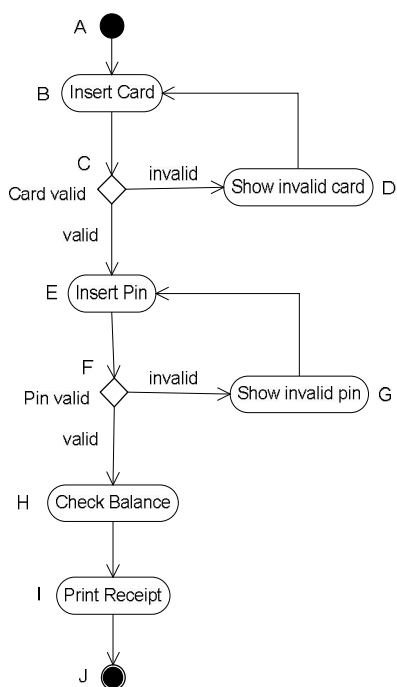 A
B
Insert Card
C
invalid
Card valid
Show invalid card
D
valid
E
Insert Pin
F
invalid
Pin valid
Show invalid pin
G
valid
H
Check Balance
I
Print Receipt
J